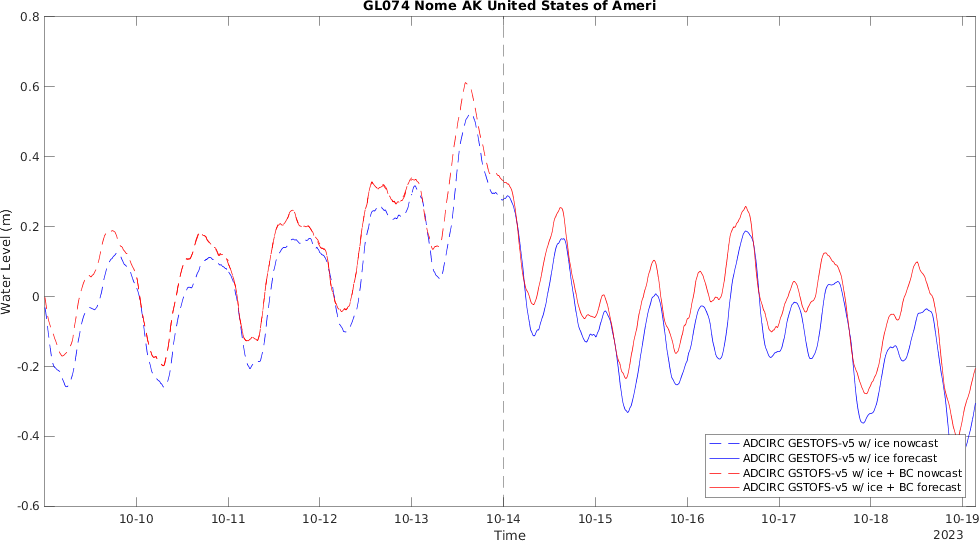 GL074 Nome AK United States of Ameri
0.8
0.6
0.4
0.2
0
-0.2
-0.4
-0.6
Water Level (m)
ADCIRC GESTOFS-v5 w/ ice nowcast
ADCIRC GESTOFS-v5 w/ ice forecast
ADCIRC GSTOFS-v5 w/ ice + BC nowcast
ADCIRC GSTOFS-v5 w/ ice + BC forecast
10-10 10-11 10-12 10-13 10-14 10-15 10-16 10-17 10-18 10-19
Time 2023